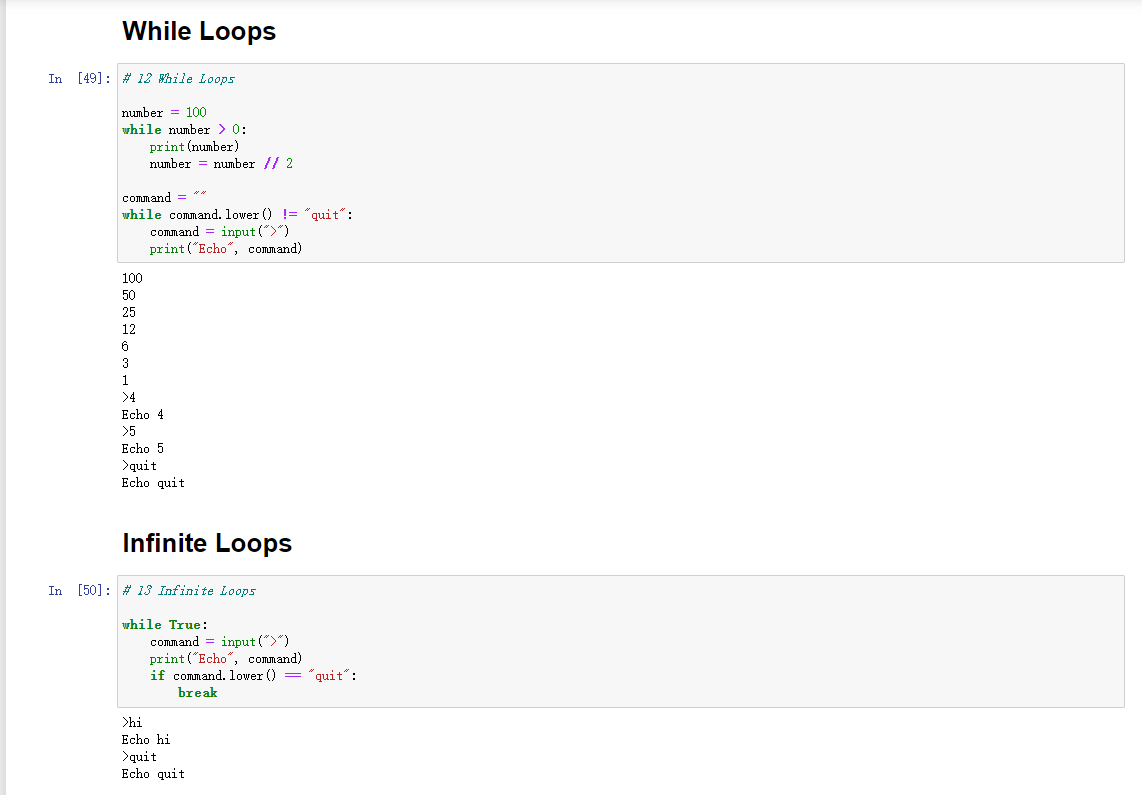 While Loops
In [49]: # 12 While Loops
number = 100
while number > 0:
    print(number)
    number = number // 2
command = ""
while command.lower() != "quit":
    command = input(">")
    print("Echo", command)
100
50
25
12
6
3
1
>4
Echo 4
>5
Echo 5
>quit
Echo quit
Infinite Loops
In [50]: # 13 Infinite Loops
while True:
    command = input(">")
    print("Echo", command)
    if command.lower() == "quit":
        break
>hi
Echo hi
>quit
Echo quit